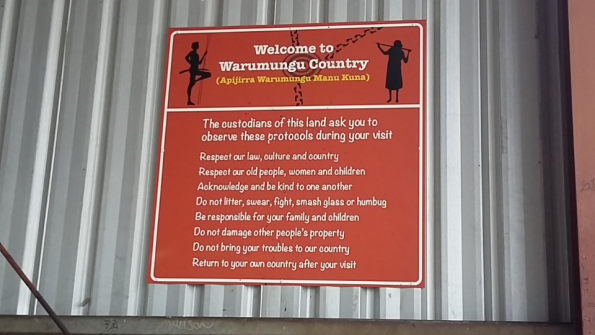 Welcome to
Warumungu Country
(Apijirra Warumungu Manu Kuna)
The custodians of this land ask you to
observe these protocols during your visit
Respect our law, culture and country
Respect our old people, women and children
Acknowledge and be kind to one another
Do not litter, swear, fight, smash glass or humbug
Be responsible for your family and children
Do not damage other people's property
Do not bring your troubles to our country
Return to your own country after your visit